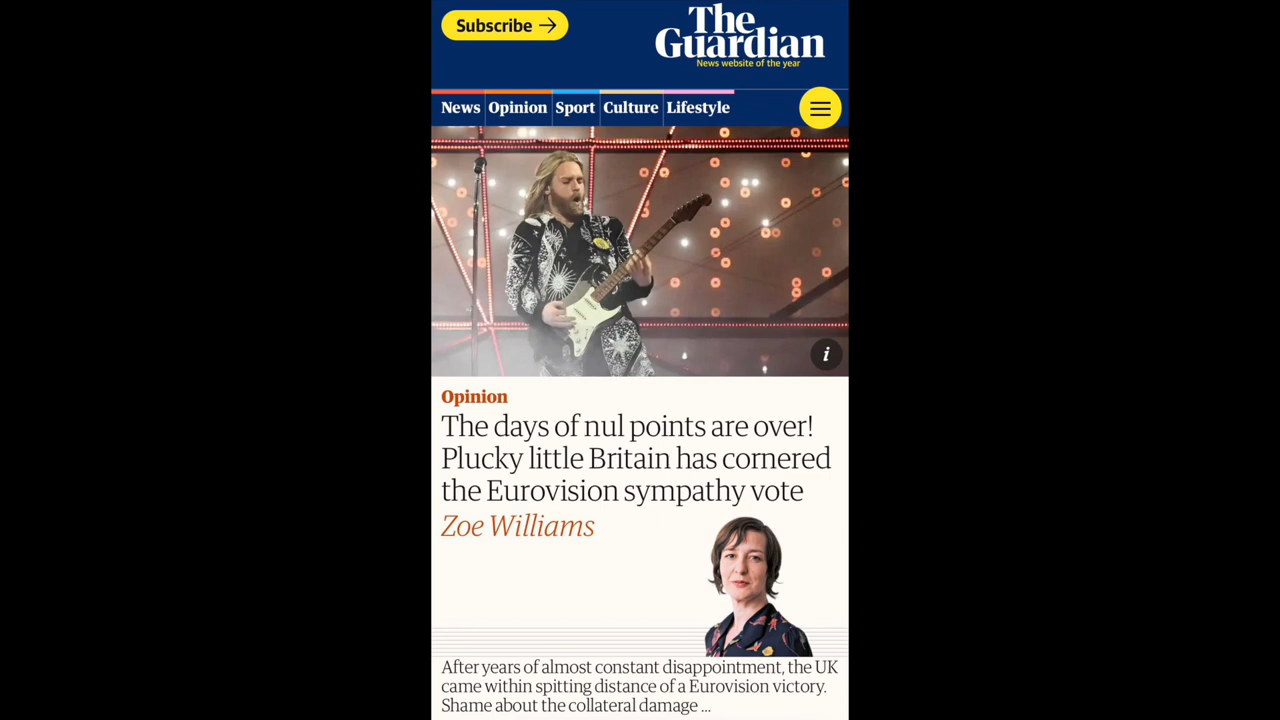 Subscribe →
The
Guardian
News website of the year
News Opinion Sport Culture Lifestyle
i
Opinion
The days of nul points are over!
Plucky little Britain has cornered
the Eurovision sympathy vote
Zoe Williams
After years of almost constant disappointment, the UK
came within spitting distance of a Eurovision victory.
Shame about the collateral damage ...